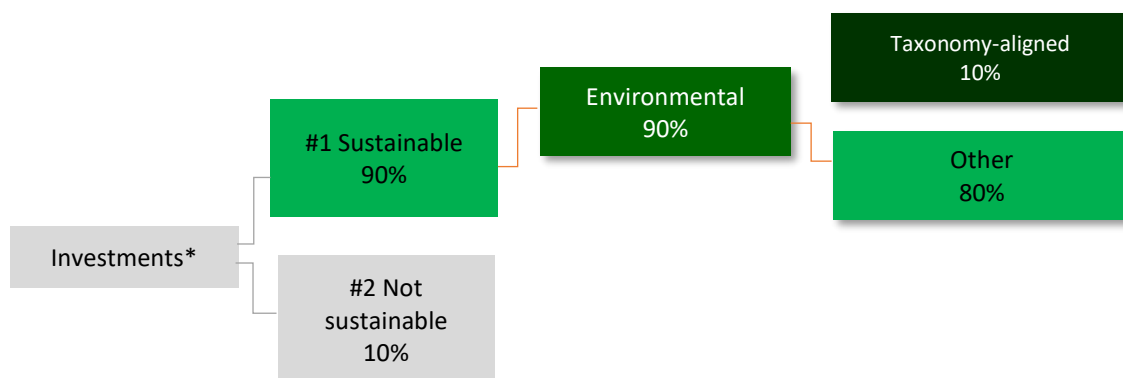 Investments*
#1 Sustainable
90%
#2 Not
sustainable
10%
Environmental
90%
Taxonomy-aligned
10%
Other
80%